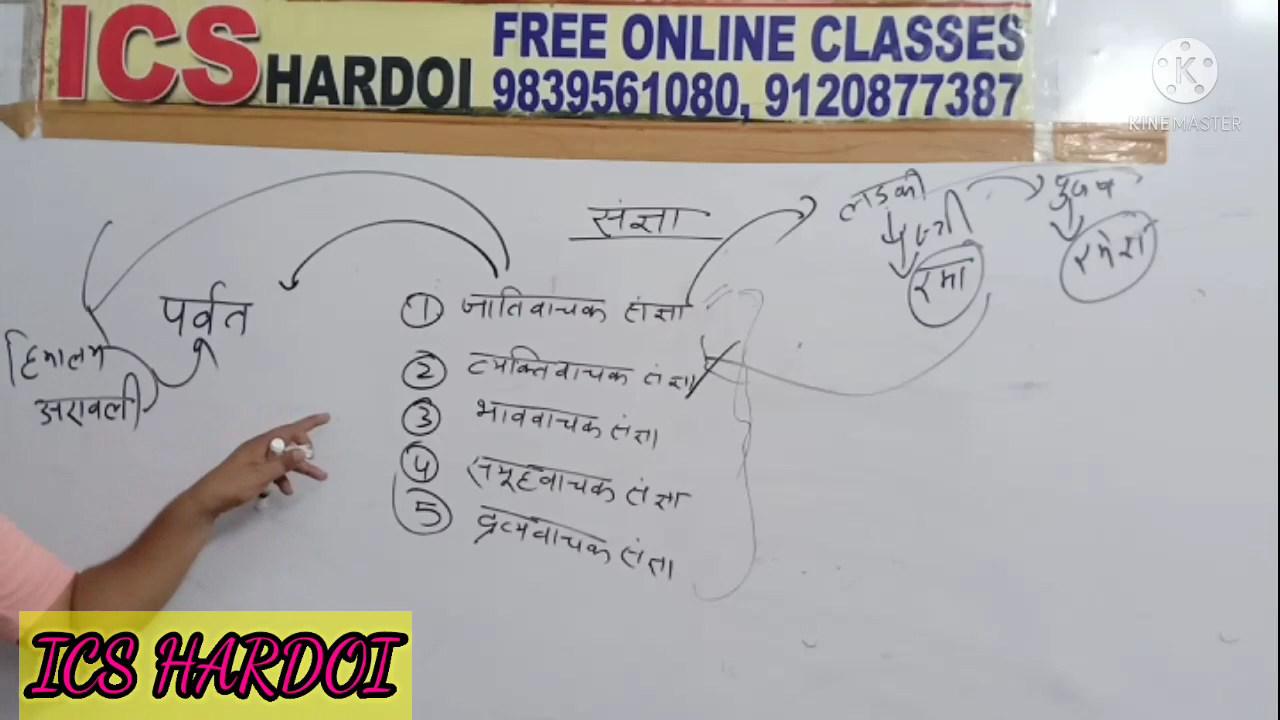 ICS HARDOI
FREE ONLINE CLASSES
9839561080, 9120877387
KINEMASTER
संज्ञा
लड़की
पुत्री
रमा
पुरुष
रमेश
पर्वत
हिमालय
अरावली
1 जातिवाचक संज्ञा
2 व्यक्तिवाचक संज्ञा
3 भाववाचक संज्ञा
4 समूहवाचक संज्ञा
5 द्रव्यवाचक संज्ञा
ICS HARDOI